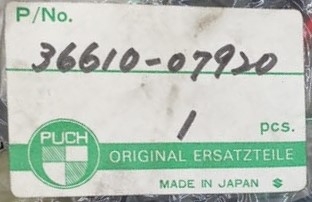 P/No.
36610-07920
1 pcs.
PUCH
ORIGINAL ERSATZTEILE
MADE IN JAPAN